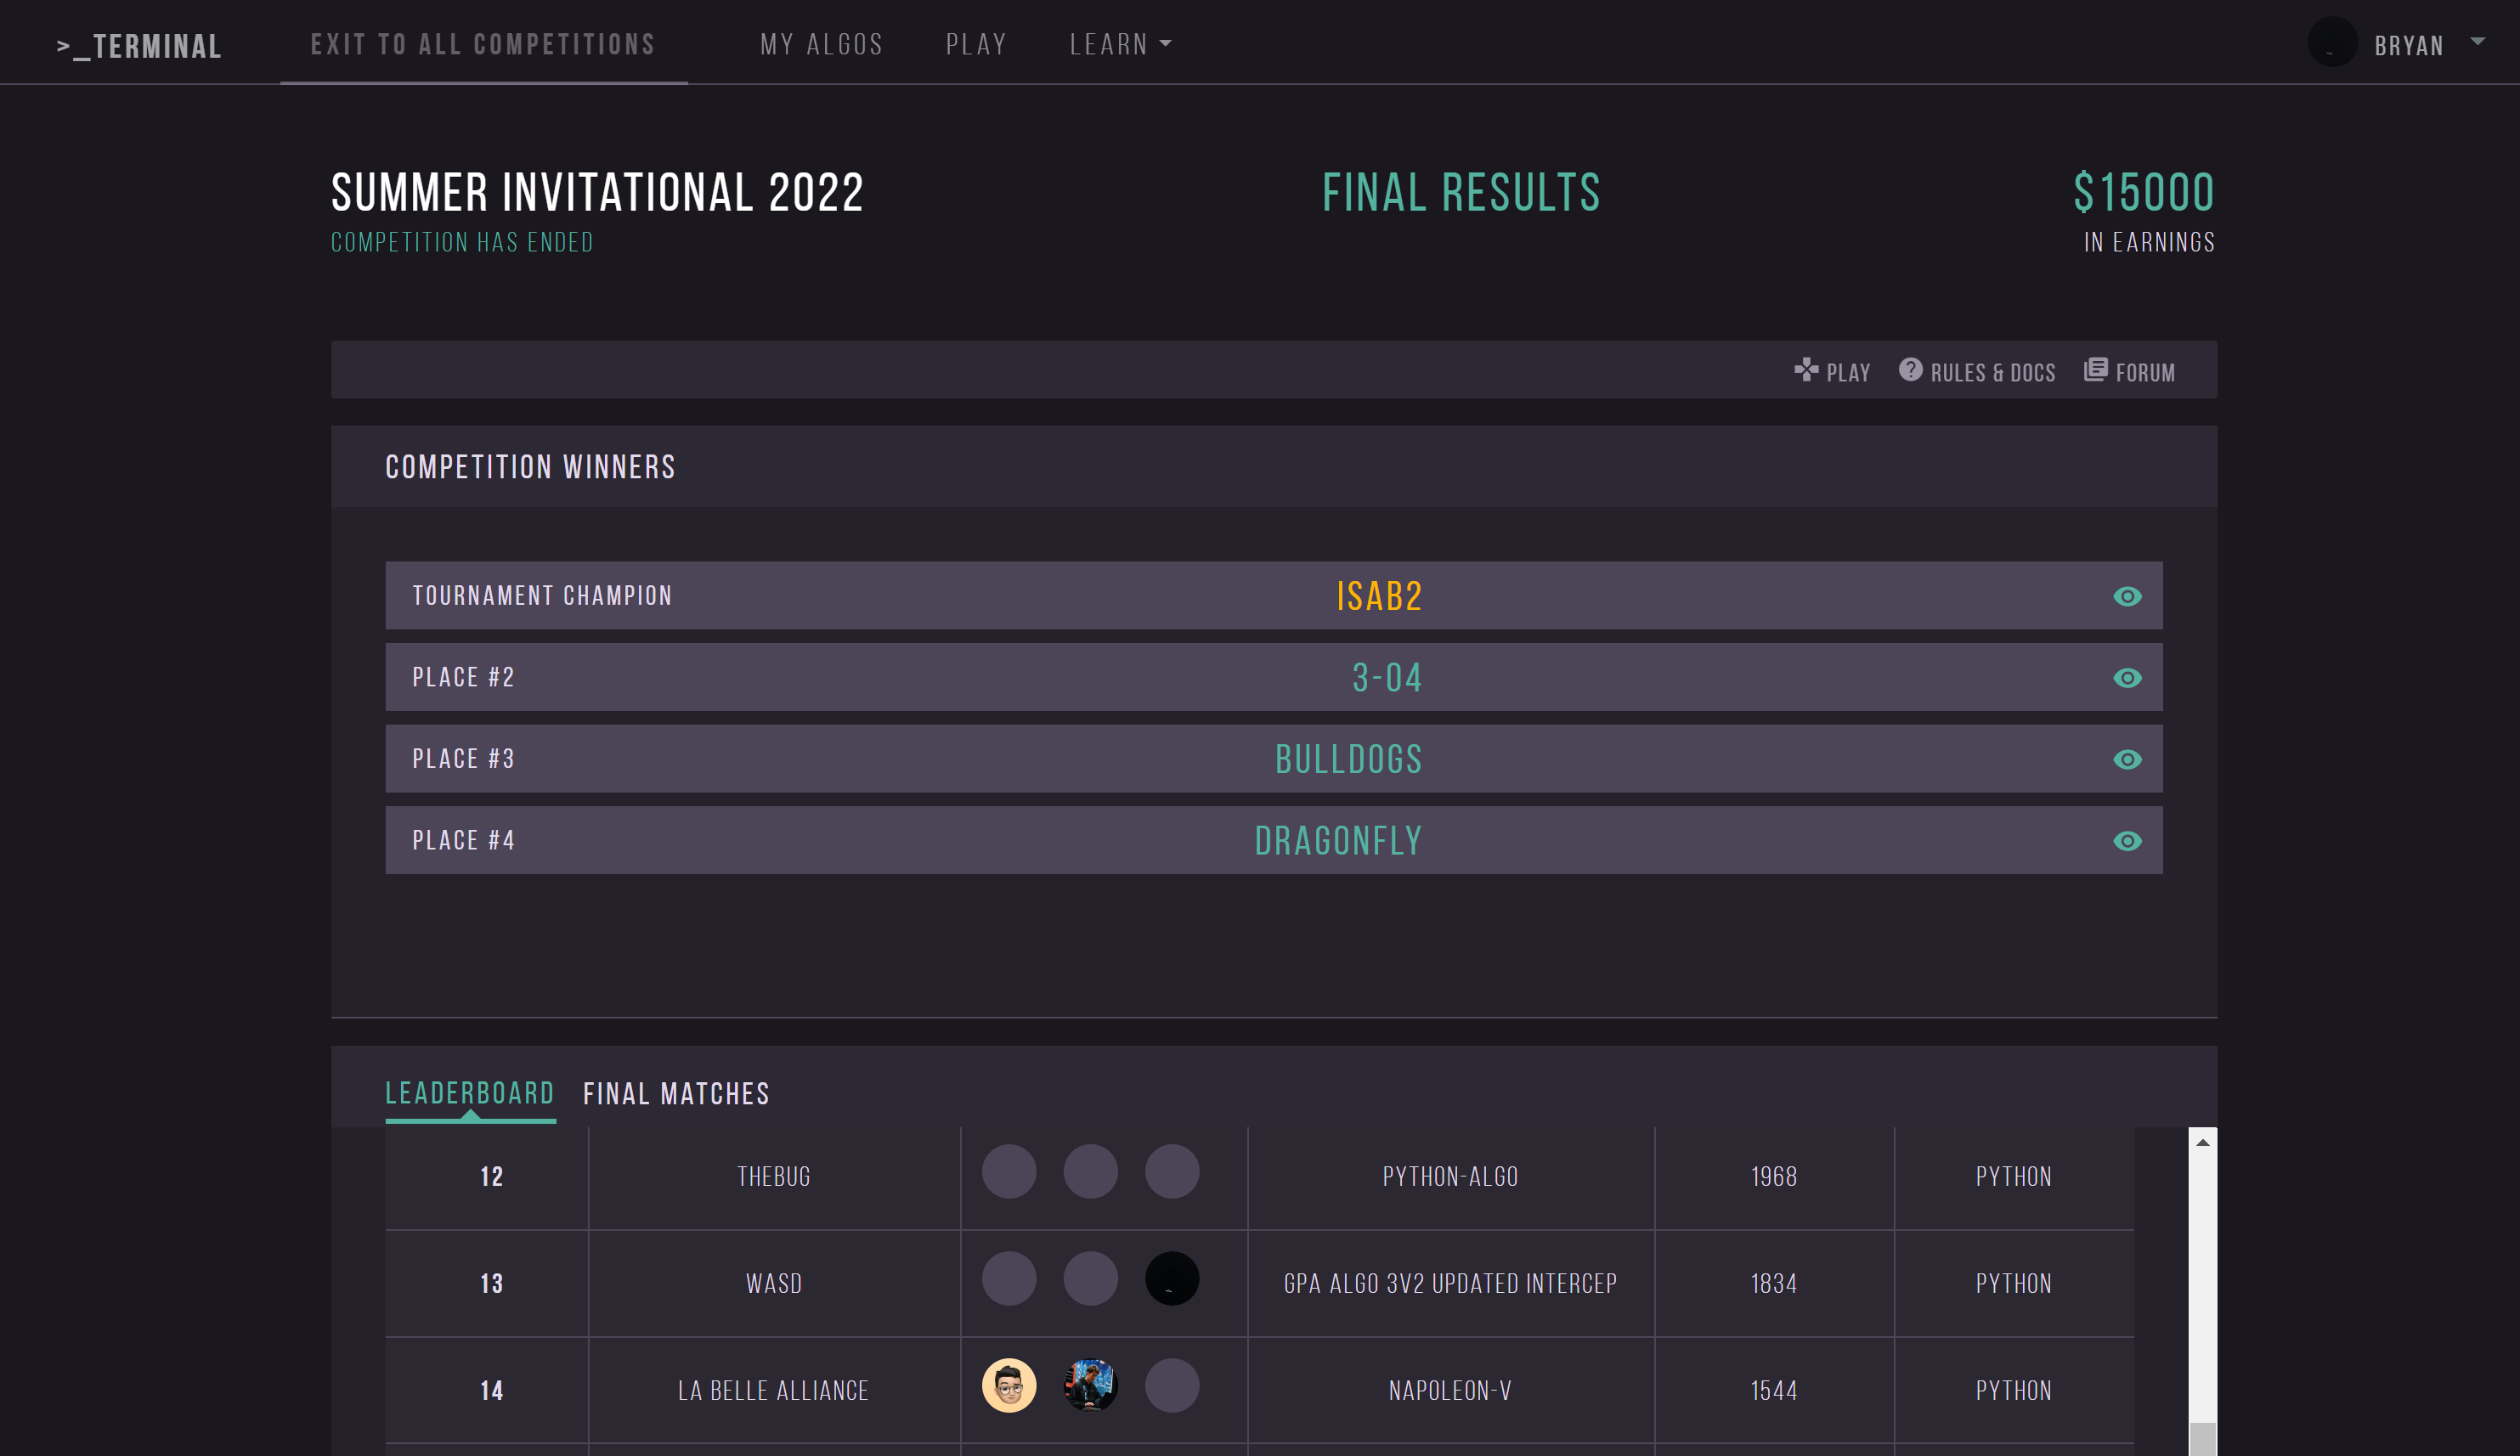 >_TERMINAL EXIT TO ALL COMPETITIONS MY ALGOS PLAY LEARN BRYAN
SUMMER INVITATIONAL 2022 FINAL RESULTS $15000
COMPETITION HAS ENDED IN EARNINGS
PLAY RULES & DOCS FORUM
COMPETITION WINNERS
TOURNAMENT CHAMPION ISAB2
PLACE #2 3-04
PLACE #3 BULLDOGS
PLACE #4 DRAGONFLY
LEADERBOARD FINAL MATCHES
12 THEBUG PYTHON-ALGO 1968 PYTHON
13 WASD GPA ALGO 3V2 UPDATED INTERCEP 1834 PYTHON
14 LA BELLE ALLIANCE NAPOLEON-V 1544 PYTHON